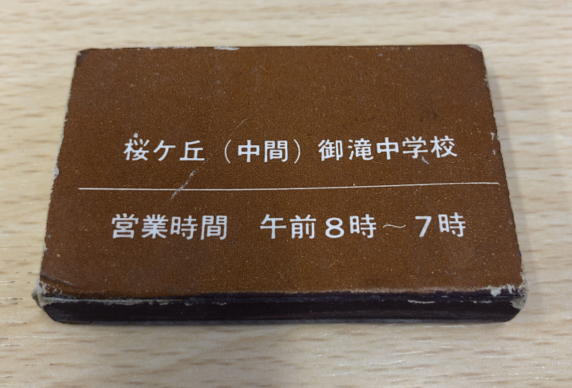 桜ケ丘（中間）御滝中学校
営業時間　午前8時〜7時